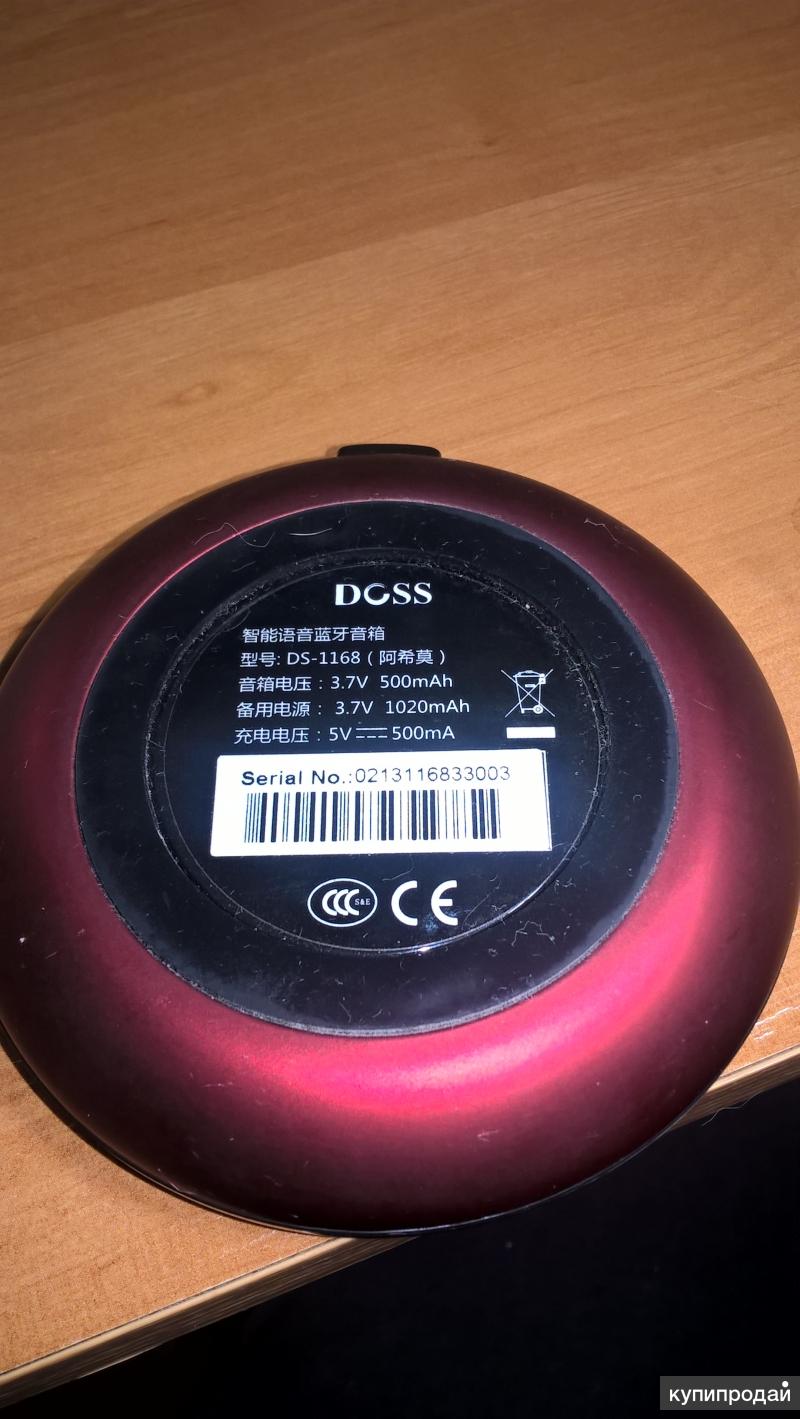 DOSS
智能语音蓝牙音箱
型号: DS-1168 ( 阿希莫 )
音箱电压 : 3.7V 500mAh
备用电源 : 3.7V 1020mAh
充电电压 : 5V 500mA
Serial No.:0213116833003
CCC S&E CE
купипродай